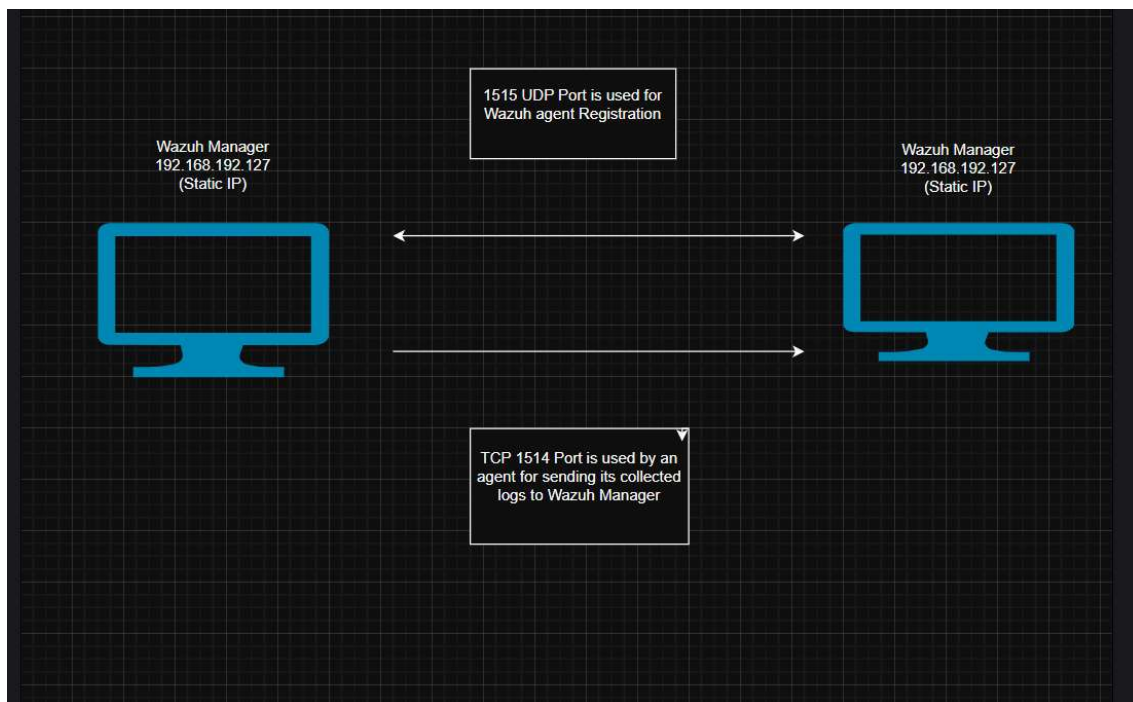 1515 UDP Port is used for
Wazuh agent Registration
Wazuh Manager
192.168.192.127
(Static IP)
Wazuh Manager
192.168.192.127
(Static IP)
TCP 1514 Port is used by an
agent for sending its collected
logs to Wazuh Manager